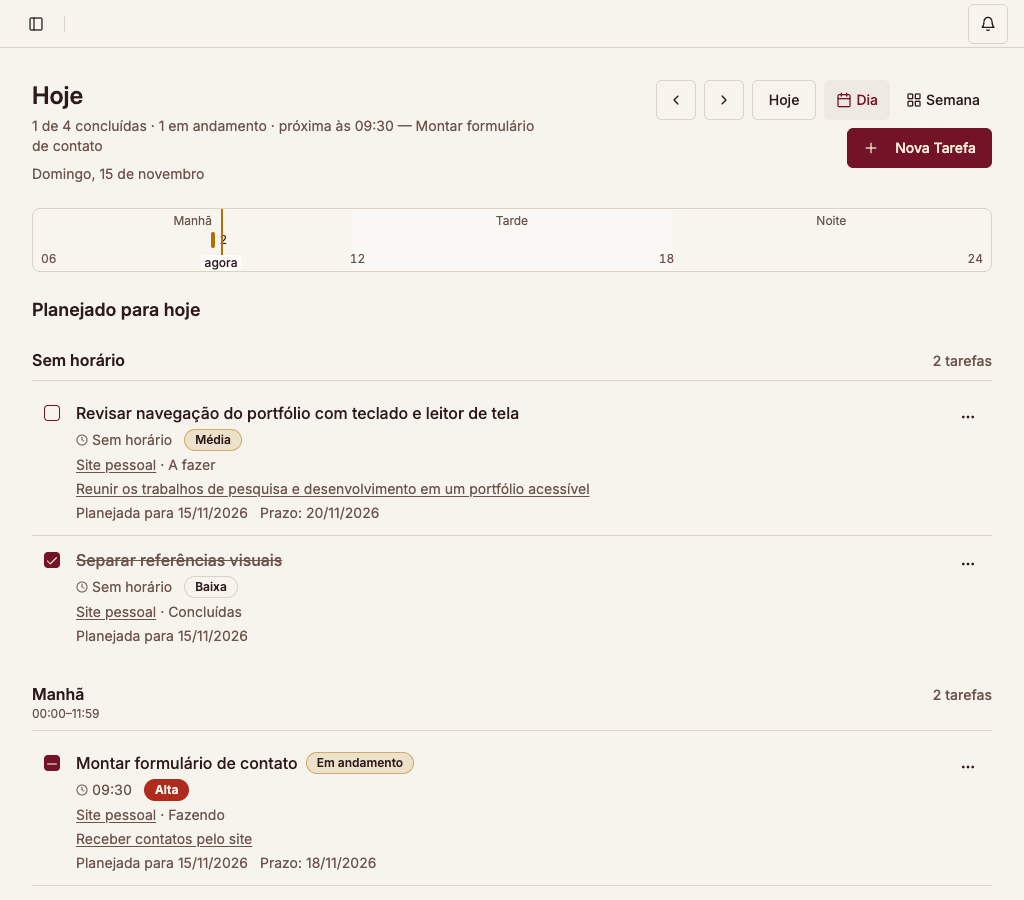 Hoje
1 de 4 concluídas · 1 em andamento · próxima às 09:30 — Montar formulário
de contato
Domingo, 15 de novembro
Hoje
Dia
Semana
Nova Tarefa
Manhã
Tarde
Noite
2
06
agora
12
18
24
Planejado para hoje
Sem horário
2 tarefas
Revisar navegação do portfólio com teclado e leitor de tela
Sem horário Média
Site pessoal · A fazer
Reunir os trabalhos de pesquisa e desenvolvimento em um portfólio acessível
Planejada para 15/11/2026 Prazo: 20/11/2026
Separar referências visuais
Sem horário Baixa
Site pessoal · Concluídas
Planejada para 15/11/2026
Manhã
2 tarefas
00:00–11:59
Montar formulário de contato Em andamento
09:30 Alta
Site pessoal · Fazendo
Receber contatos pelo site
Planejada para 15/11/2026 Prazo: 18/11/2026